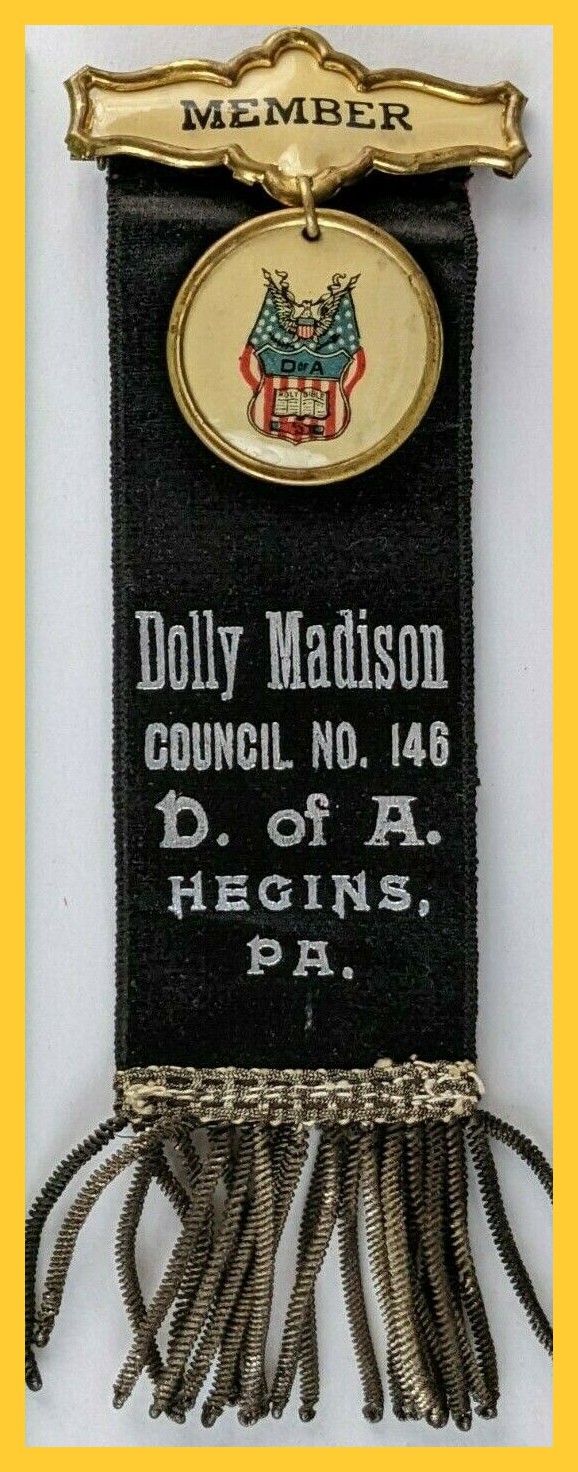 MEMBER
D of A
HOLY BIBLE
Dolly Madison
COUNCIL NO. 146
D. of A.
HEGINS,
PA.